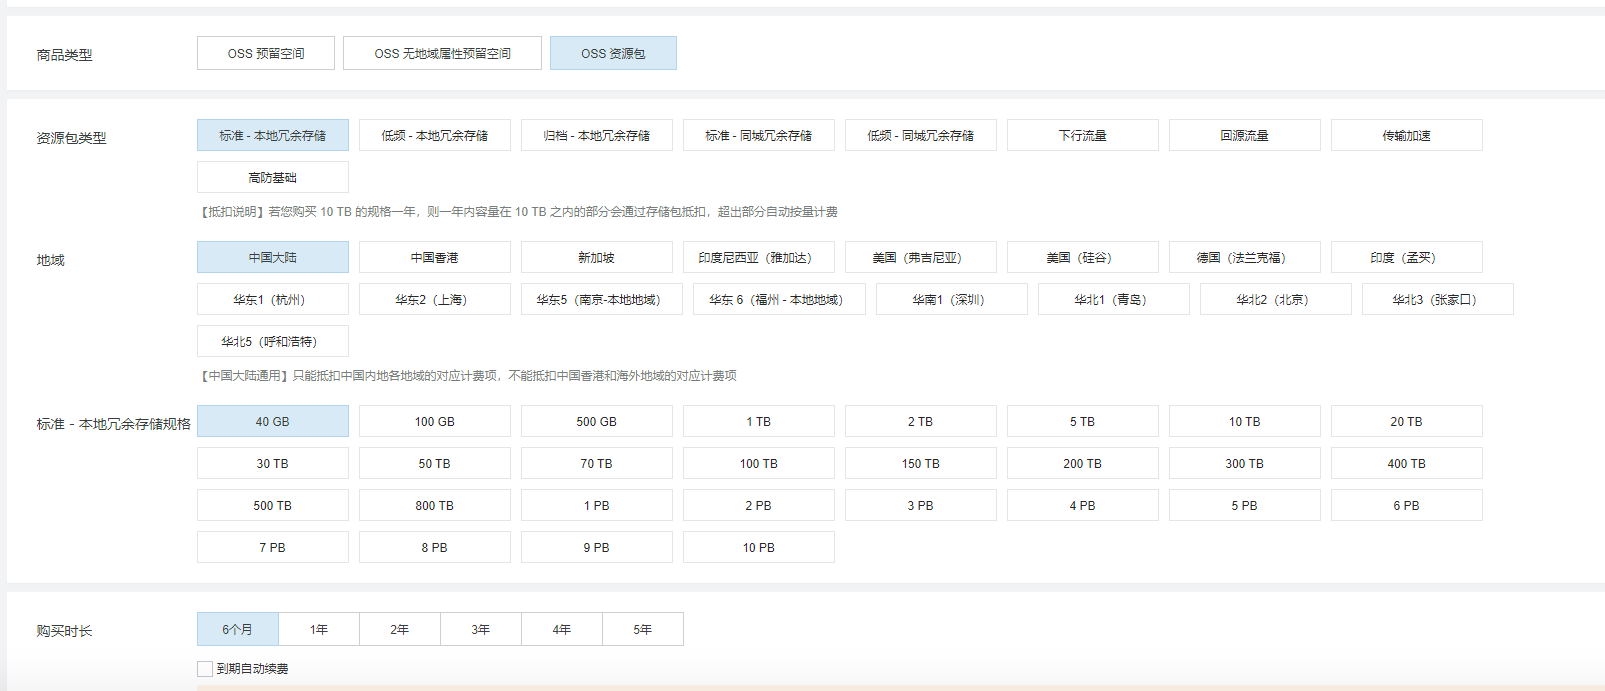 商品类型 OSS 预留空间 OSS 无地域属性预留空间 OSS 资源包
资源包类型 标准 - 本地冗余存储 低频 - 本地冗余存储 归档 - 本地冗余存储 标准 - 同城冗余存储 低频 - 同城冗余存储 下行流量 回源流量 传输加速
高防基础
【抵扣说明】若您购买 10 TB 的规格一年，则一年内容量在 10 TB 之内的部分会通过存储包抵扣，超出部分自动按量计费
地域 中国大陆 中国香港 新加坡 印度尼西亚（雅加达） 美国（弗吉尼亚） 美国（硅谷） 德国（法兰克福） 印度（孟买）
华东1（杭州） 华东2（上海） 华东5（南京-本地地域） 华东 6（福州 - 本地地域） 华南1（深圳） 华北1（青岛） 华北2（北京） 华北3（张家口）
华北5（呼和浩特）
【中国大陆通用】只能抵扣中国内地各地域的对应计费项，不能抵扣中国香港和海外地域的对应计费项
标准 - 本地冗余存储规格 40 GB 100 GB 500 GB 1 TB 2 TB 5 TB 10 TB 20 TB
30 TB 50 TB 70 TB 100 TB 150 TB 200 TB 300 TB 400 TB
500 TB 800 TB 1 PB 2 PB 3 PB 4 PB 5 PB 6 PB
7 PB 8 PB 9 PB 10 PB
购买时长 6个月 1年 2年 3年 4年 5年
到期自动续费